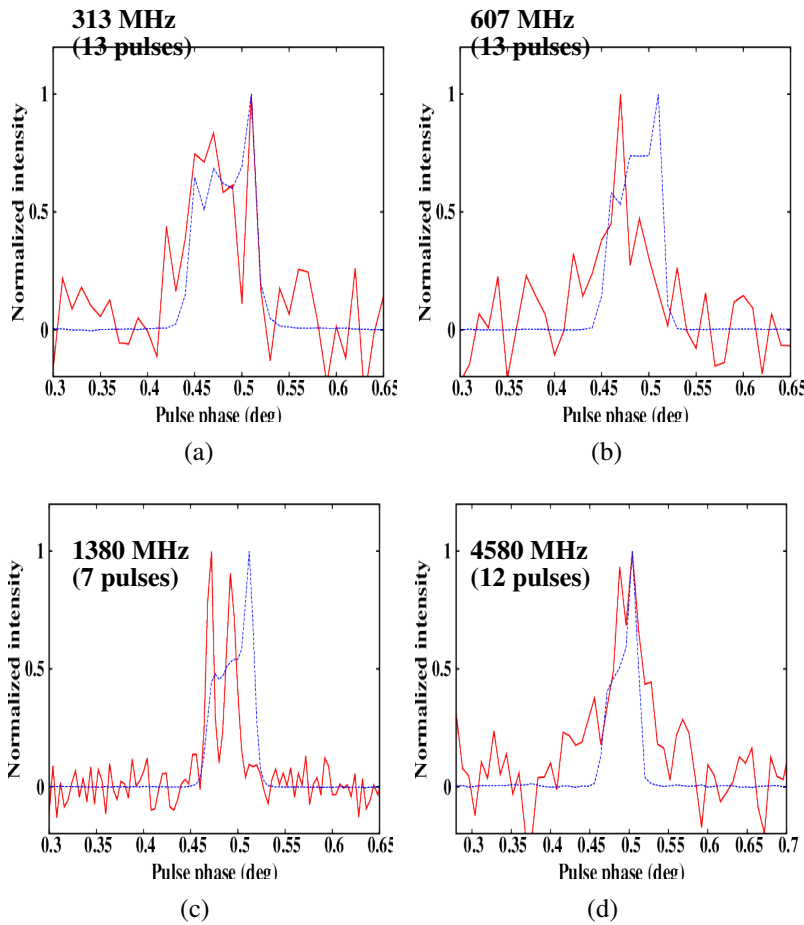 313 MHz
(13 pulses)
Normalized intensity
1
0.5
0
0.3 0.35 0.4 0.45 0.5 0.55 0.6 0.65
Pulse phase (deg)
(a)
607 MHz
(13 pulses)
Normalized intensity
1
0.5
0
0.3 0.35 0.4 0.45 0.5 0.55 0.6 0.65
Pulse phase (deg)
(b)
1380 MHz
(7 pulses)
Normalized intensity
1
0.5
0
0.3 0.35 0.4 0.45 0.5 0.55 0.6 0.65
Pulse phase (deg)
(c)
4580 MHz
(12 pulses)
Normalized intensity
1
0.5
0
0.3 0.35 0.4 0.45 0.5 0.55 0.6 0.65 0.7
Pulse phase (deg)
(d)